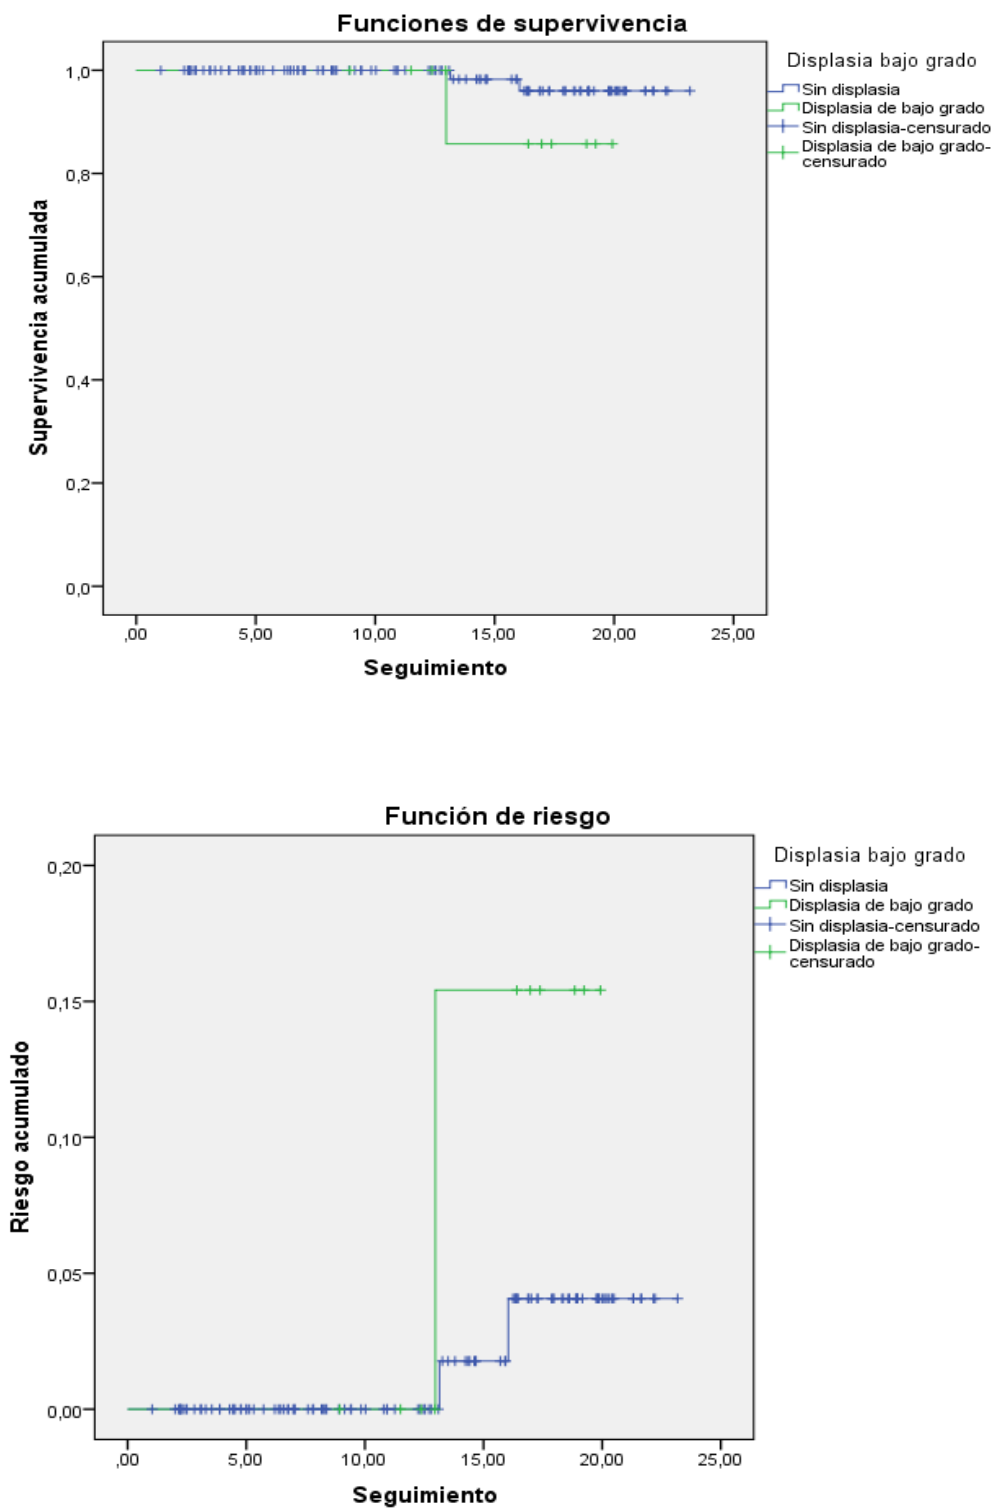 Funciones de supervivencia
Displasia bajo grado
Sin displasia
Displasia de bajo grado
Sin displasia-censurado
Displasia de bajo grado-
censurado
Supervivencia acumulada
1,0
0,8
0,6
0,4
0,2
0,0
,00
5,00
10,00
15,00
20,00
25,00
Seguimiento
Función de riesgo
Displasia bajo grado
Sin displasia
Displasia de bajo grado
Sin displasia-censurado
Displasia de bajo grado-
censurado
Riesgo acumulado
0,20
0,15
0,10
0,05
0,00
,00
5,00
10,00
15,00
20,00
25,00
Seguimiento